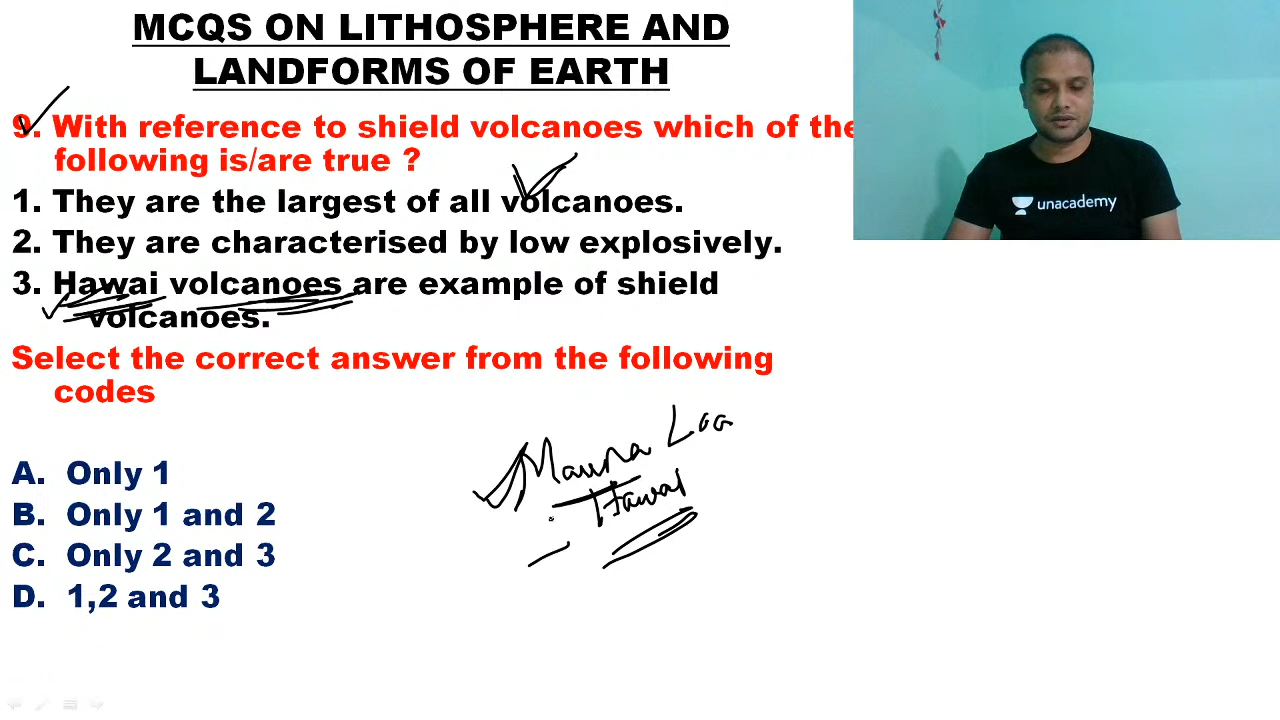 MCQS ON LITHOSPHERE AND
LANDFORMS OF EARTH
9. With reference to shield volcanoes which of the
following is/are true ?
1. They are the largest of all volcanoes.
2. They are characterised by low explosively.
3. Hawai volcanoes are example of shield
volcanoes.
Select the correct answer from the following
codes
A. Only 1
B. Only 1 and 2
C. Only 2 and 3
D. 1,2 and 3
Mauna Loa
Hawai
unacademy